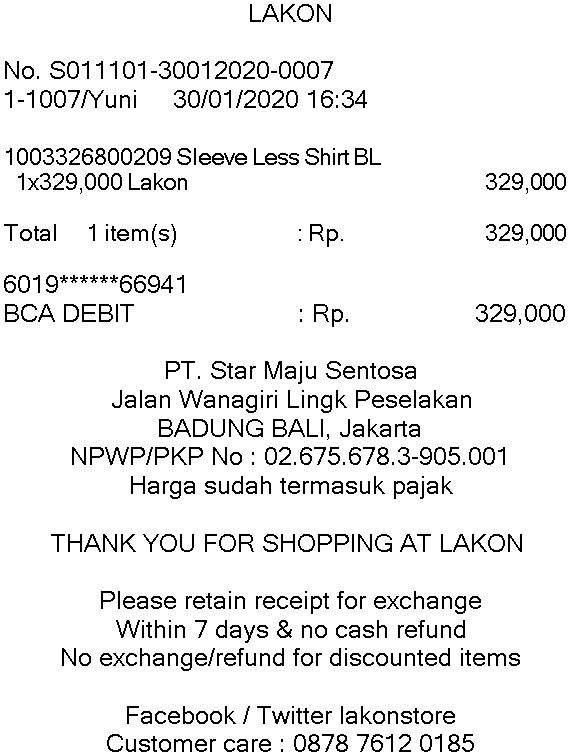 LAKON
No. S011101-30012020-0007
1-1007/Yuni 30/01/2020 16:34
1003326800209 Sleeve Less Shirt BL
1x329,000 Lakon 329,000
Total 1 item(s) : Rp. 329,000
6019******66941
BCA DEBIT : Rp. 329,000
PT. Star Maju Sentosa
Jalan Wanagiri Lingk Peselakan
BADUNG BALI, Jakarta
NPWP/PKP No : 02.675.678.3-905.001
Harga sudah termasuk pajak
THANK YOU FOR SHOPPING AT LAKON
Please retain receipt for exchange
Within 7 days & no cash refund
No exchange/refund for discounted items
Facebook / Twitter lakonstore
Customer care : 0878 7612 0185